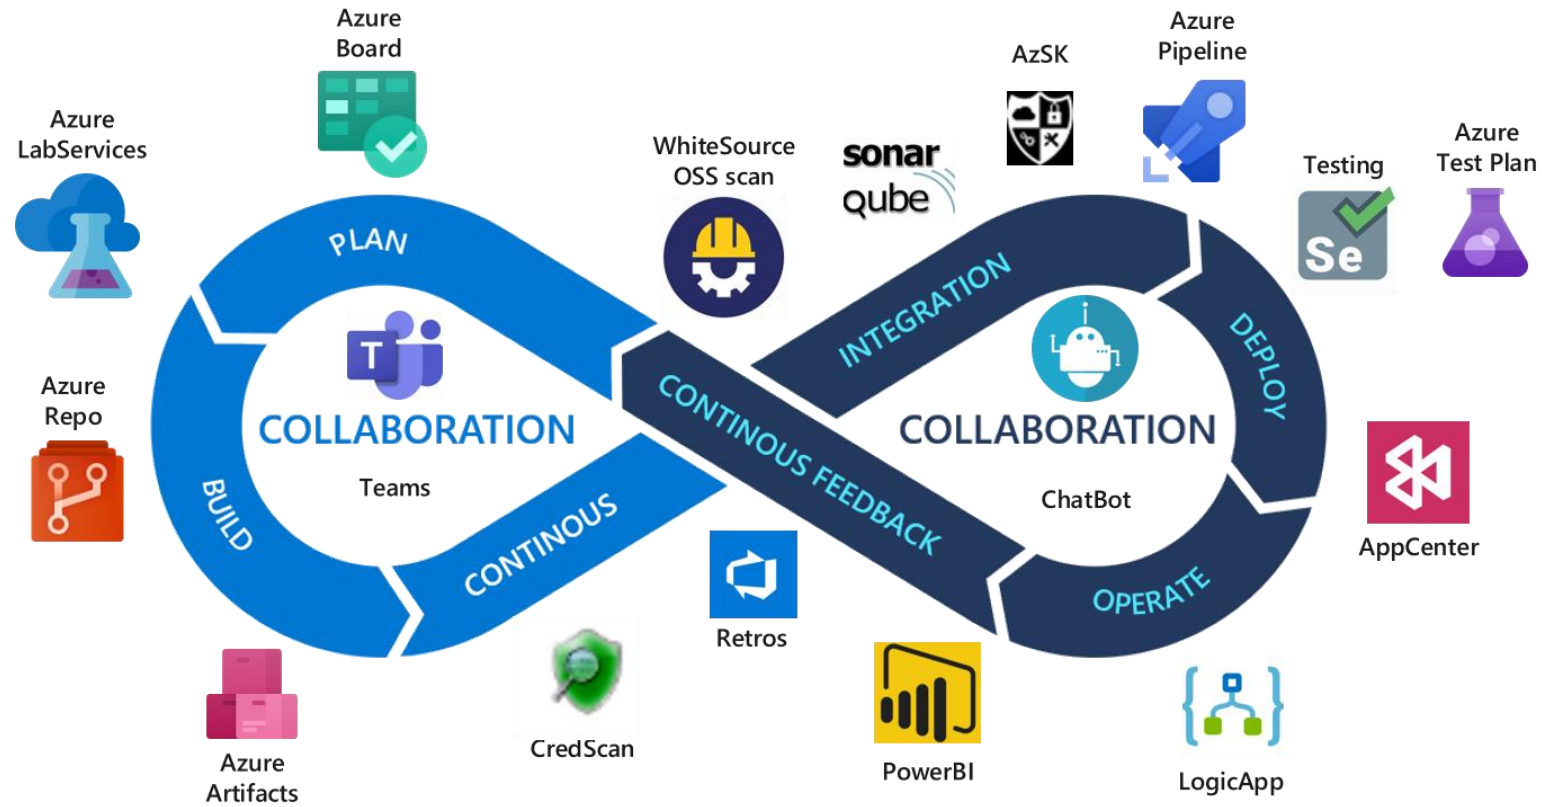 Azure
Board
Azure
LabServices
WhiteSource
OSS scan
sonar
qube
AzSK
Azure
Pipeline
Testing
Se
Azure
Test Plan
PLAN
INTEGRATION
DEPLOY
T
COLLABORATION
Teams
CONTINOUS FEEDBACK
COLLABORATION
ChatBot
Azure
Repo
BUILD
CONTINOUS
OPERATE
AppCenter
Retros
CredScan
Azure
Artifacts
PowerBI
LogicApp